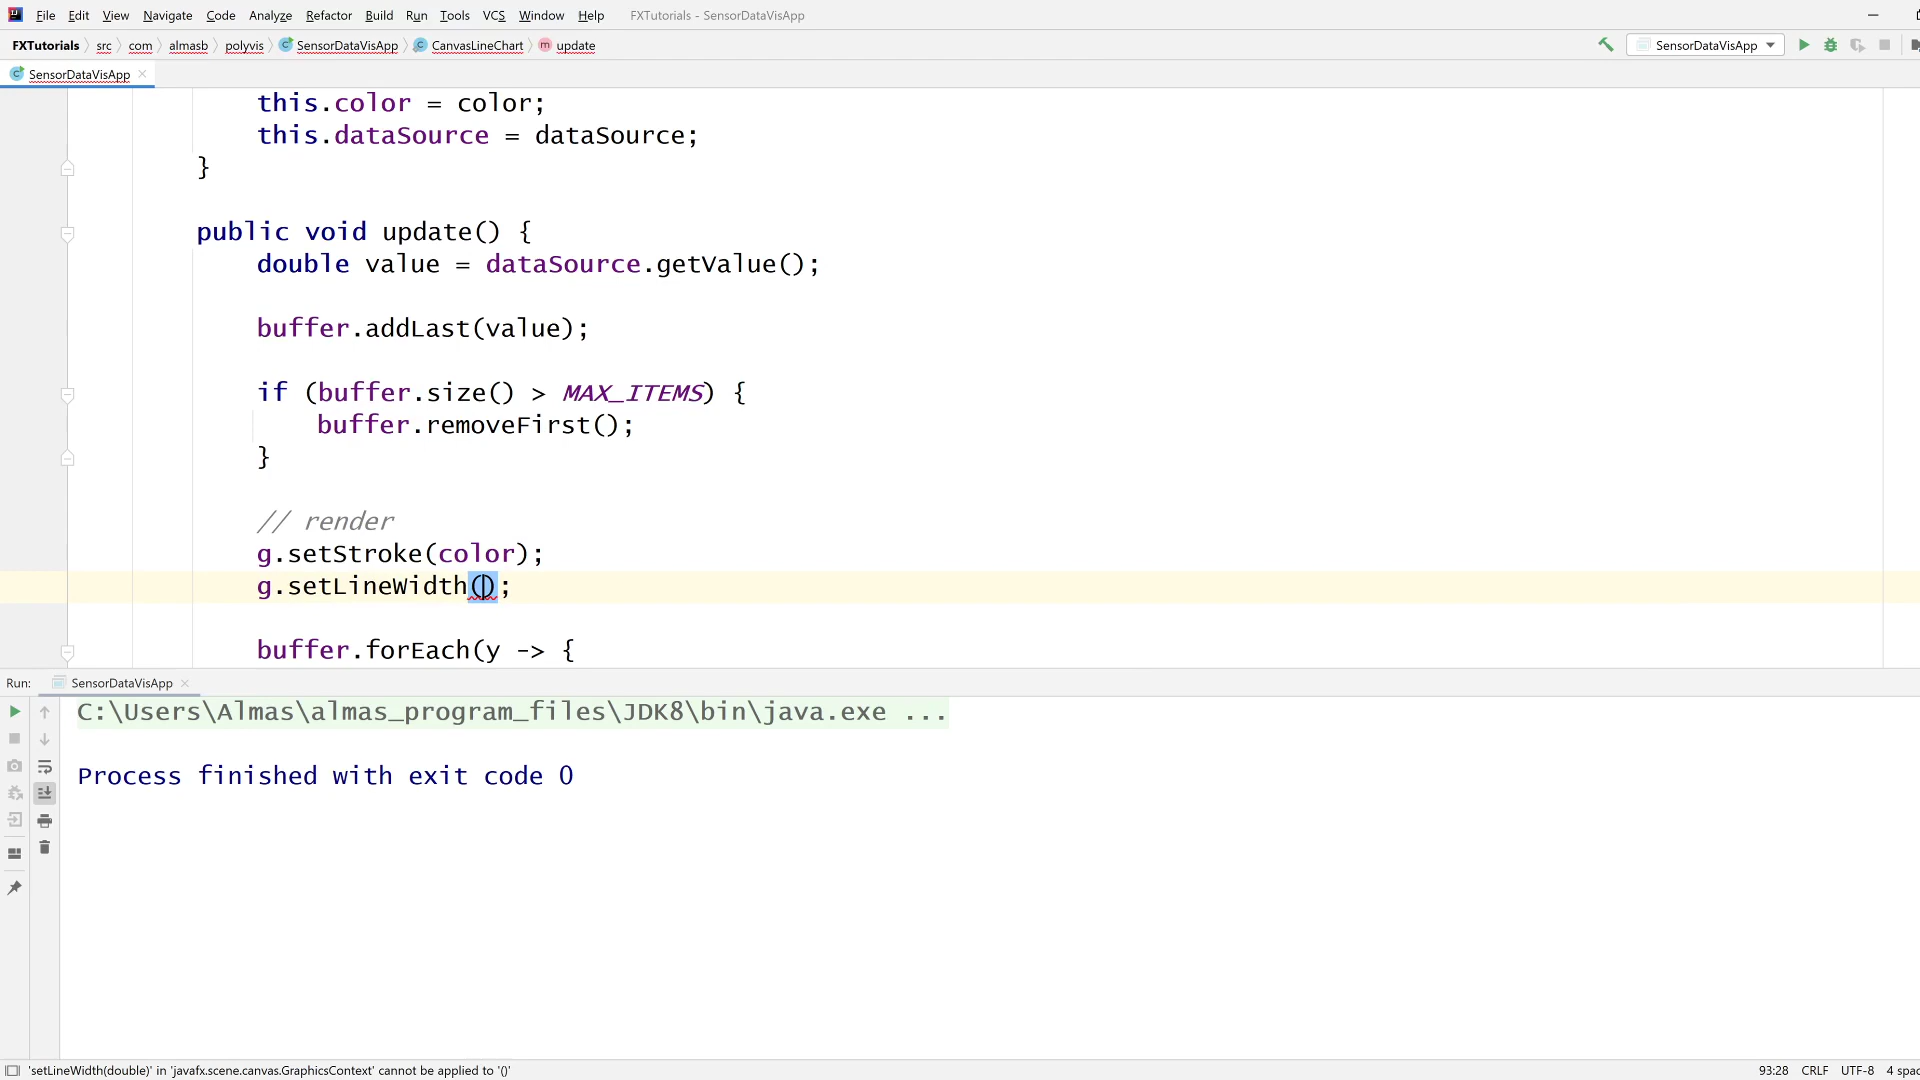 File Edit View Navigate Code Analyze Refactor Build Run Tools VCS Window Help FXTutorials - SensorDataVisApp
FXTutorials src com almasb polyvis SensorDataVisApp CanvasLineChart update SensorDataVisApp
SensorDataVisApp
this.color = color;
this.dataSource = dataSource;
}
public void update() {
double value = dataSource.getValue();
buffer.addLast(value);
if (buffer.size() > MAX_ITEMS) {
buffer.removeFirst();
}
// render
g.setStroke(color);
g.setLineWidth();
buffer.forEach(y -> {
Run: SensorDataVisApp
C:\Users\Almas\almas_program_files\JDK8\bin\java.exe ...
Process finished with exit code 0
'setLineWidth(double)' in 'javafx.scene.canvas.GraphicsContext' cannot be applied to '()' 93:28 CRLF UTF-8 4 spac